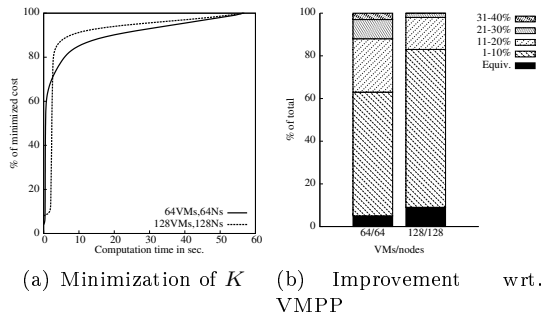 100
80
60
40
20
0
% of minimized cost
64VMs,64Ns
128VMs,128Ns
0 10 20 30 40 50 60
Computation time in sec.
(a) Minimization of K
100
80
60
40
20
0
% of total
31-40%
21-30%
11-20%
1-10%
Equiv.
64/64 128/128
VMs/nodes
(b) Improvement wrt.
VMPP